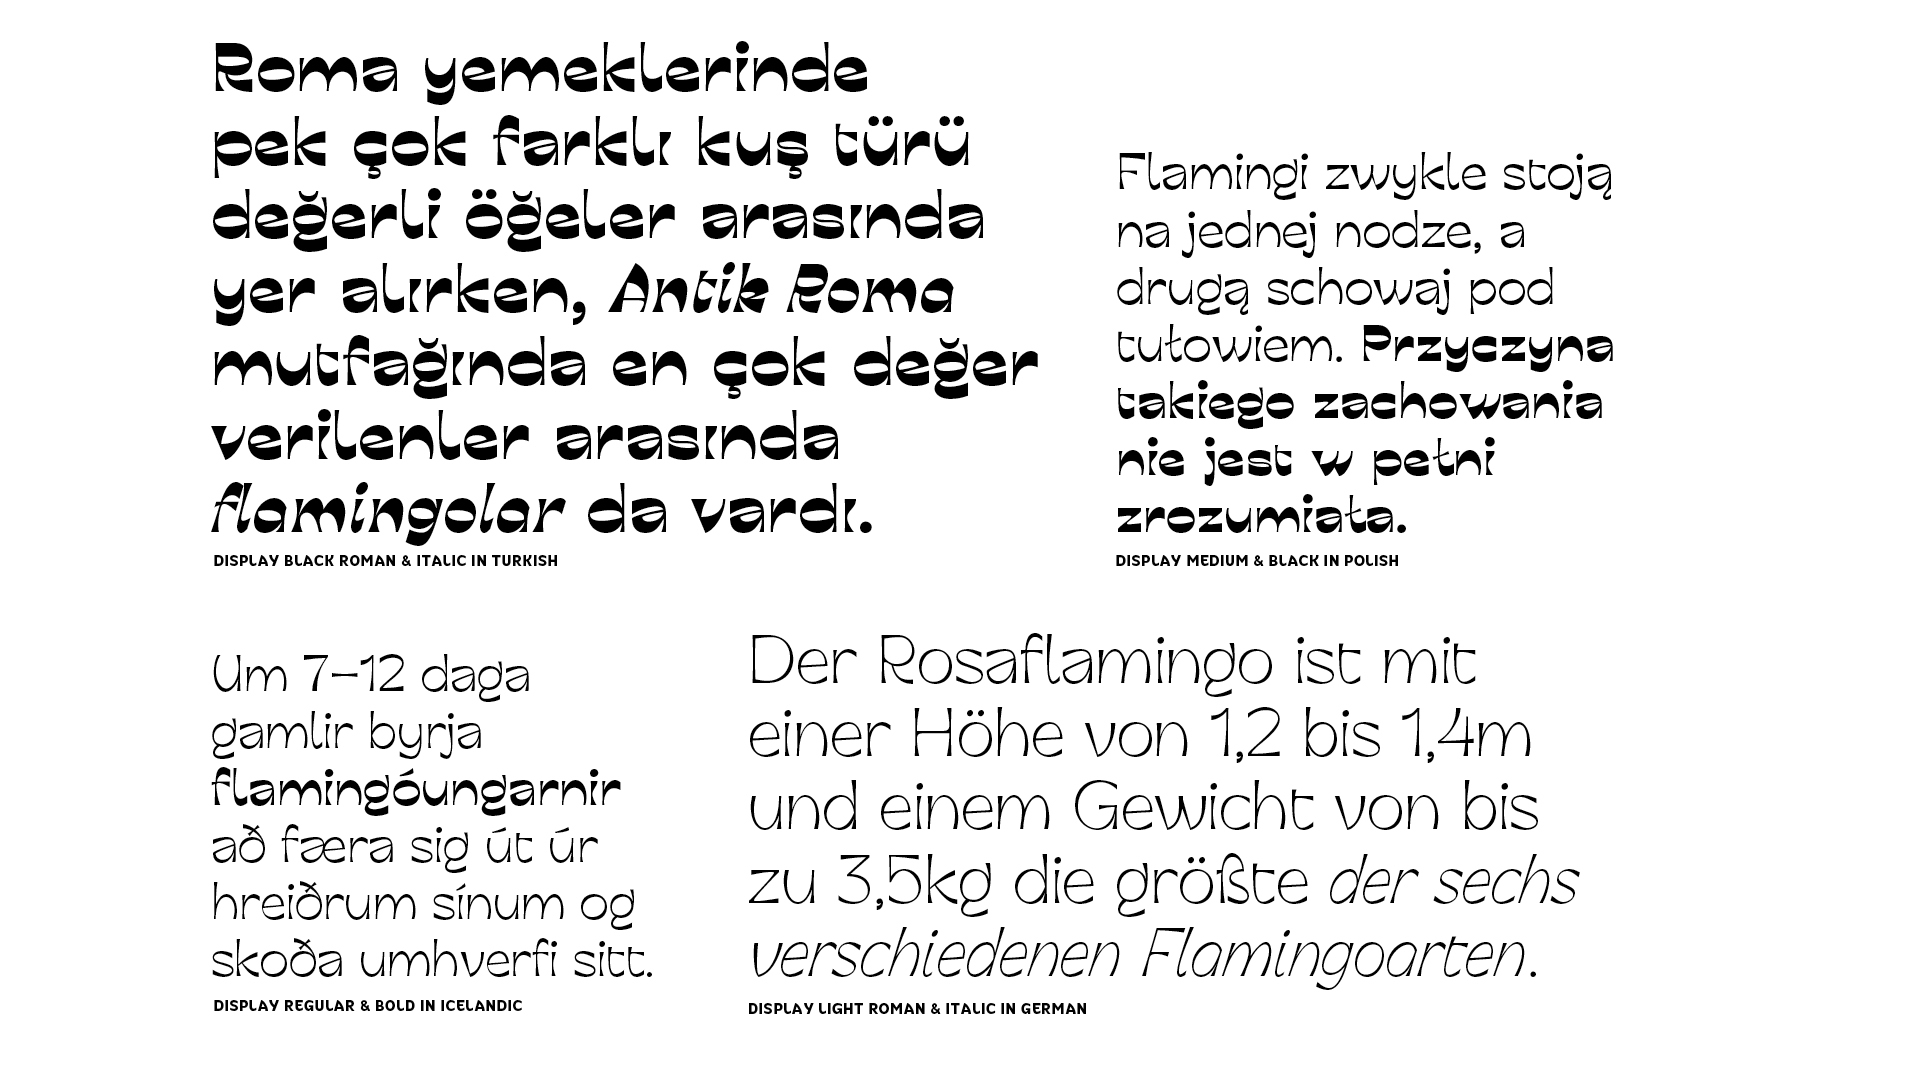 Roma yemeklerinde
pek çok farklı kuş türü
değerli öğeler arasında
yer alırken, Antik Roma
mutfağında en çok değer
verilenler arasında
flamingolar da vardı.
DISPLAY BLACK ROMAN & ITALIC IN TURKISH
Flamingi zwykle stoją
na jednej nodze, a
drugą schowaj pod
tułowiem. Przyczyna
takiego zachowania
nie jest w pełni
zrozumiała.
DISPLAY MEDIUM & BLACK IN POLISH
Um 7–12 daga
gamlir byrja
flamingóungarnir
að færa sig út úr
hreiðrum sínum og
skoða umhverfi sitt.
DISPLAY REGULAR & BOLD IN ICELANDIC
Der Rosaflamingo ist mit
einer Höhe von 1,2 bis 1,4m
und einem Gewicht von bis
zu 3,5kg die größte der sechs
verschiedenen Flamingoarten.
DISPLAY LIGHT ROMAN & ITALIC IN GERMAN